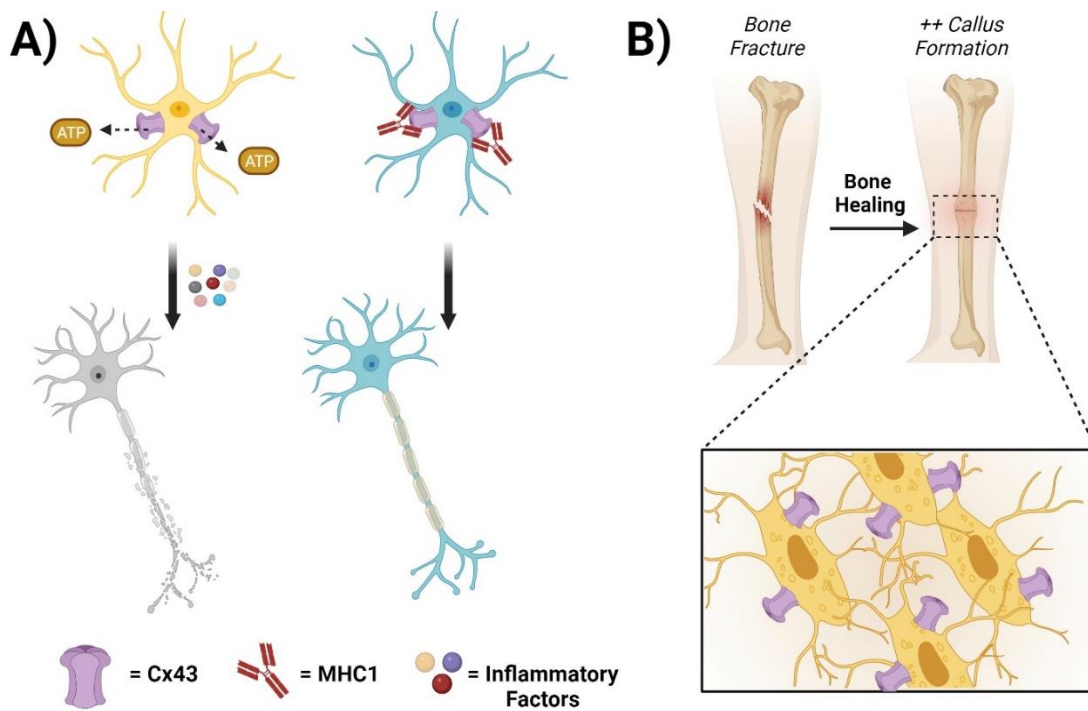 A)
ATP
ATP
= Cx43
= MHC1
= Inflammatory
Factors
B)
Bone
Fracture
++ Callus
Formation
Bone
Healing